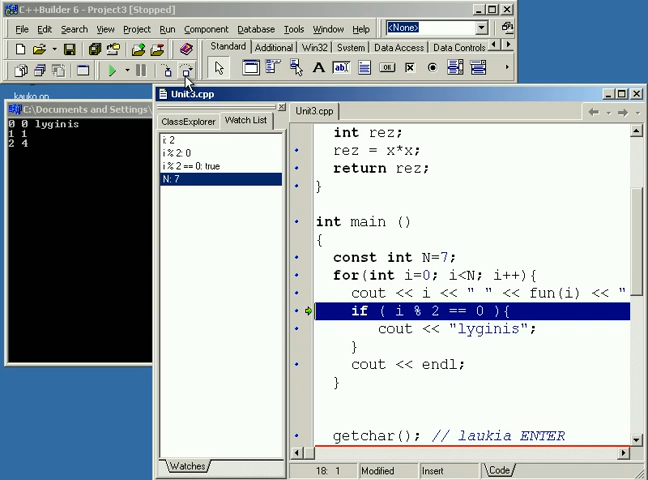 C++Builder 6 - Project3 [Stopped]
File Edit Search View Project Run Component Database Tools Window Help
<None>
Standard Additional Win32 System Data Access Data Controls
A ab OK
C:\Documents and Settings\
0 0 lyginis
1 1
2 4
Unit3.cpp
ClassExplorer Watch List
i: 2
i % 2: 0
i % 2 == 0: true
N: 7
Watches
Unit3.cpp
int rez;
rez = x*x;
return rez;
}
int main ()
{
const int N=7;
for(int i=0; i<N; i++){
cout << i << " " << fun(i) << "
if ( i % 2 == 0 ){
cout << "lyginis";
}
cout << endl;
}
getchar(); // laukia ENTER
18: 1 Modified Insert Code